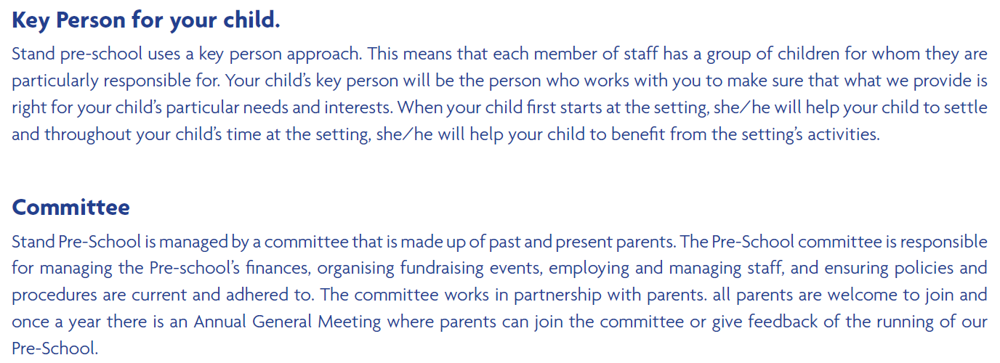 Key Person for your child.
Stand pre-school uses a key person approach. This means that each member of staff has a group of children for whom they are
particularly responsible for. Your child’s key person will be the person who works with you to make sure that what we provide is
right for your child’s particular needs and interests. When your child first starts at the setting, she/he will help your child to settle
and throughout your child’s time at the setting, she/he will help your child to benefit from the setting’s activities.
Committee
Stand Pre-School is managed by a committee that is made up of past and present parents. The Pre-School committee is responsible
for managing the Pre-school’s finances, organising fundraising events, employing and managing staff, and ensuring policies and
procedures are current and adhered to. The committee works in partnership with parents. all parents are welcome to join and
once a year there is an Annual General Meeting where parents can join the committee or give feedback of the running of our
Pre-School.